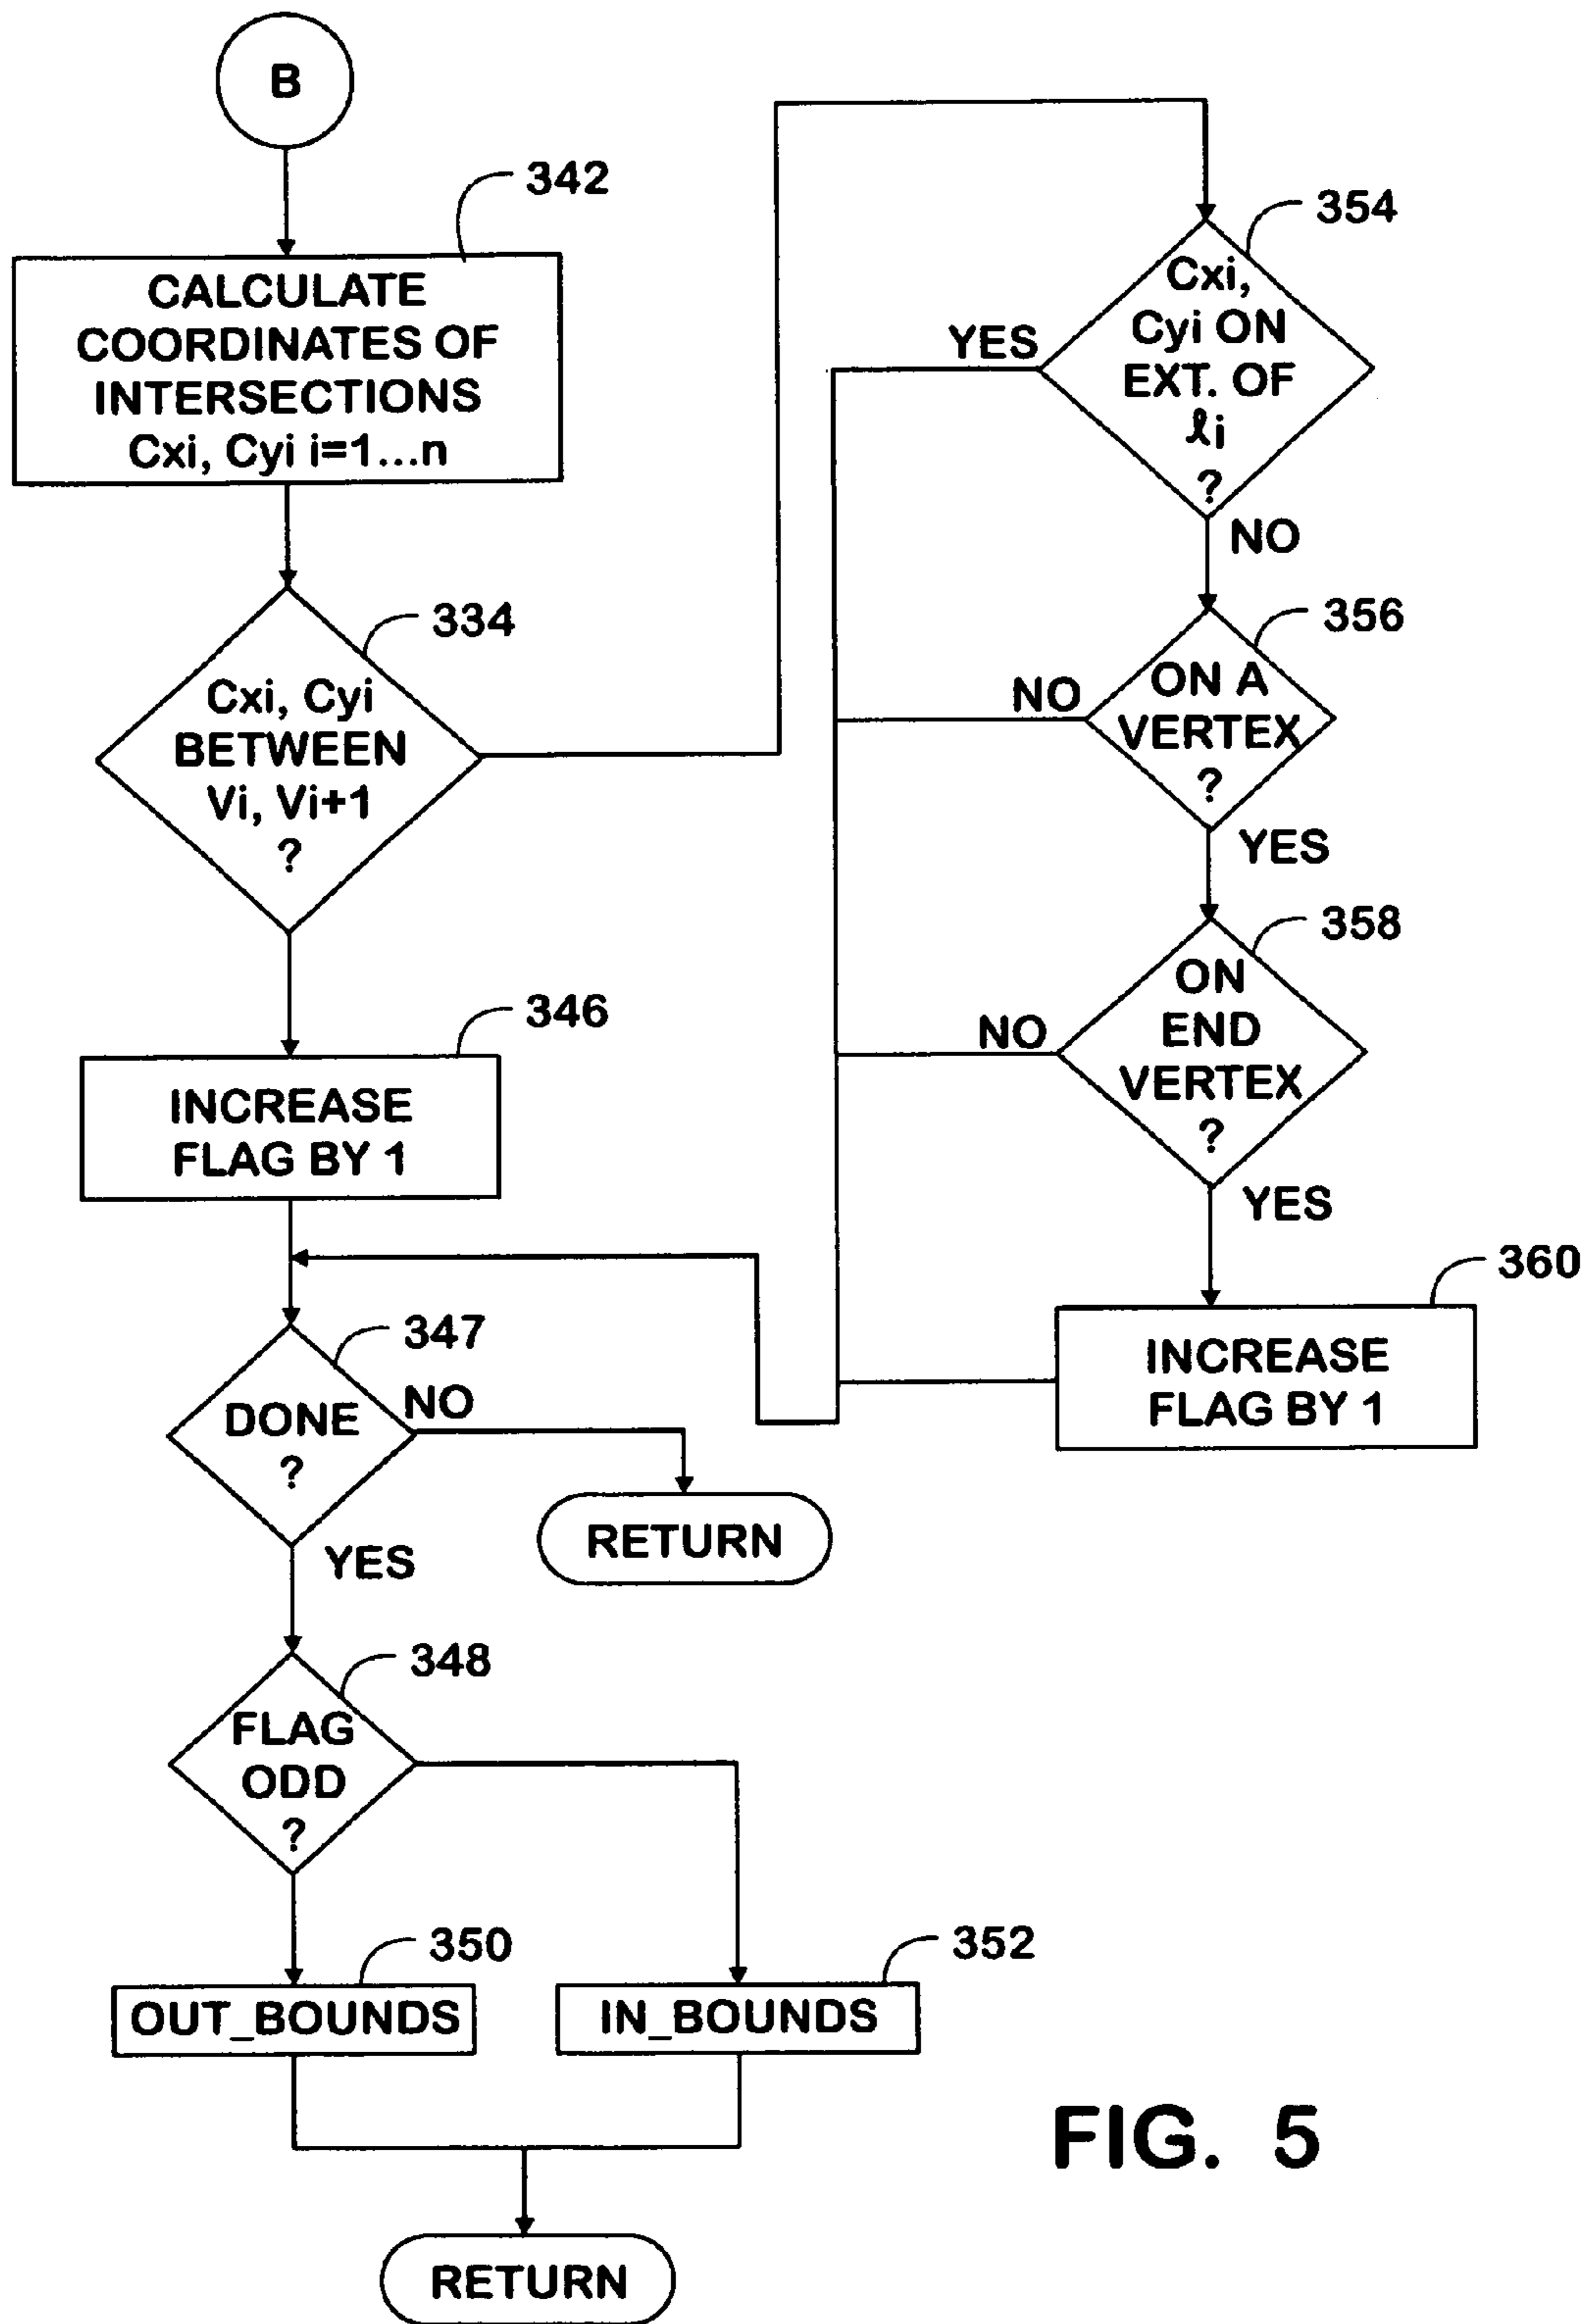 B
342
CALCULATE
COORDINATES OF
INTERSECTIONS
Cxi, Cyi i=1...n
334
Cxi, Cyi
BETWEEN
Vi, Vi+1
?
346
INCREASE
FLAG BY 1
347
DONE
?
NO
RETURN
YES
348
FLAG
ODD
?
350
OUT_BOUNDS
352
IN_BOUNDS
RETURN
354
Cxi,
Cyi ON
EXT. OF
ℓi
?
YES
NO
356
ON A
VERTEX
?
NO
YES
358
ON
END
VERTEX
?
NO
YES
360
INCREASE
FLAG BY 1
FIG. 5